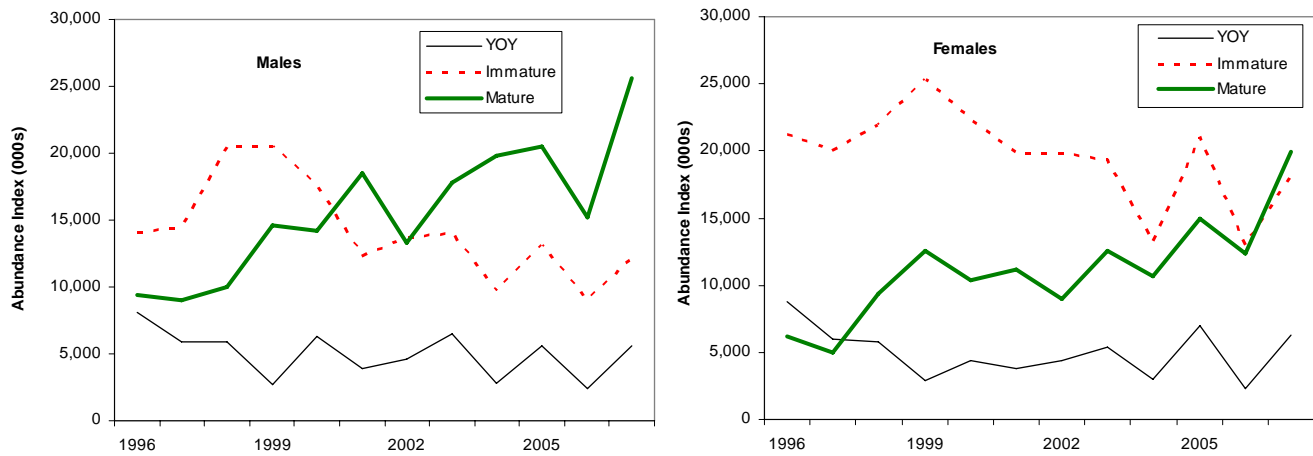 30,000
25,000
20,000
15,000
10,000
5,000
0
Abundance Index (000s)
Males
YOY
Immature
Mature
1996 1999 2002 2005
30,000
25,000
20,000
15,000
10,000
5,000
0
Abundance Index (000s)
Females
YOY
Immature
Mature
1996 1999 2002 2005